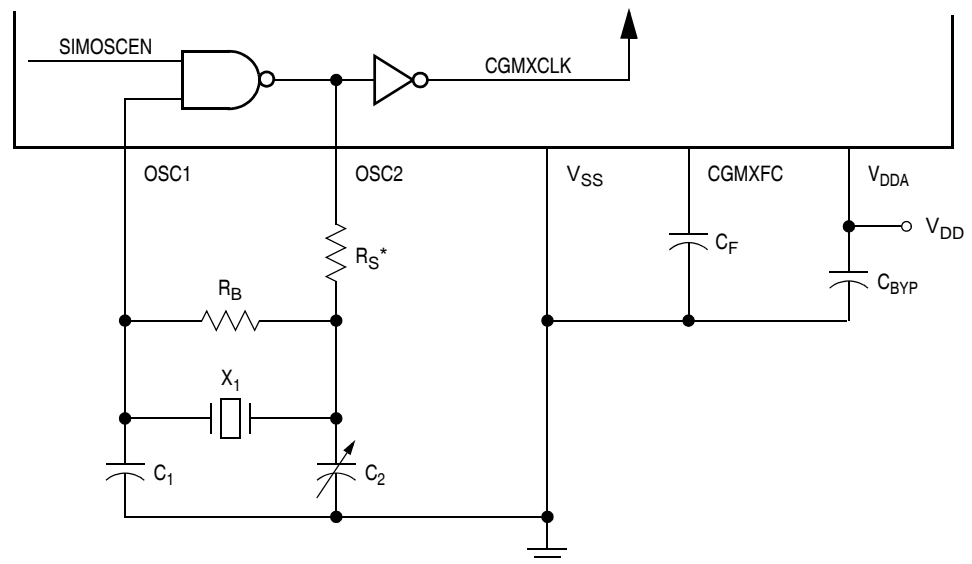 SIMOSCEN
CGMXCLK
OSC1
OSC2
VSS
CGMXFC
VDDA
VDD
RS*
CF
CBYP
RB
X1
C1
C2